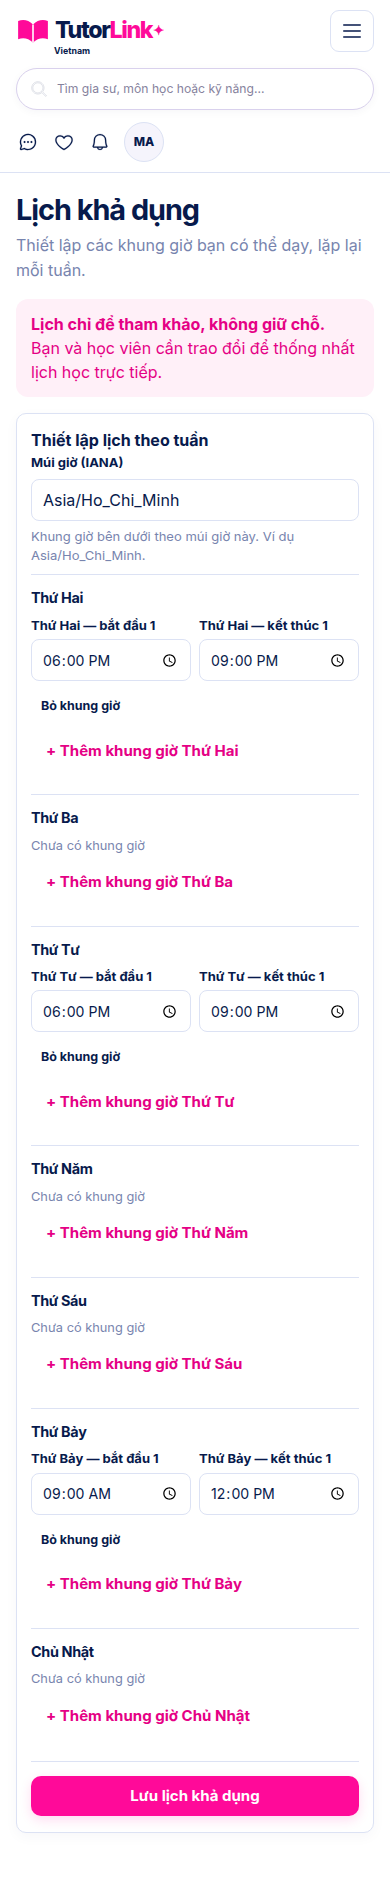 TutorLink
Vietnam
Tìm gia sư, môn học hoặc kỹ năng...
MA
Lịch khả dụng
Thiết lập các khung giờ bạn có thể dạy, lặp lại
mỗi tuần.
Lịch chỉ để tham khảo, không giữ chỗ.
Bạn và học viên cần trao đổi để thống nhất
lịch học trực tiếp.
Thiết lập lịch theo tuần
Múi giờ (IANA)
Asia/Ho_Chi_Minh
Khung giờ bên dưới theo múi giờ này. Ví dụ
Asia/Ho_Chi_Minh.
Thứ Hai
Thứ Hai — bắt đầu 1 Thứ Hai — kết thúc 1
06:00 PM 09:00 PM
Bỏ khung giờ
+ Thêm khung giờ Thứ Hai
Thứ Ba
Chưa có khung giờ
+ Thêm khung giờ Thứ Ba
Thứ Tư
Thứ Tư — bắt đầu 1 Thứ Tư — kết thúc 1
06:00 PM 09:00 PM
Bỏ khung giờ
+ Thêm khung giờ Thứ Tư
Thứ Năm
Chưa có khung giờ
+ Thêm khung giờ Thứ Năm
Thứ Sáu
Chưa có khung giờ
+ Thêm khung giờ Thứ Sáu
Thứ Bảy
Thứ Bảy — bắt đầu 1 Thứ Bảy — kết thúc 1
09:00 AM 12:00 PM
Bỏ khung giờ
+ Thêm khung giờ Thứ Bảy
Chủ Nhật
Chưa có khung giờ
+ Thêm khung giờ Chủ Nhật
Lưu lịch khả dụng